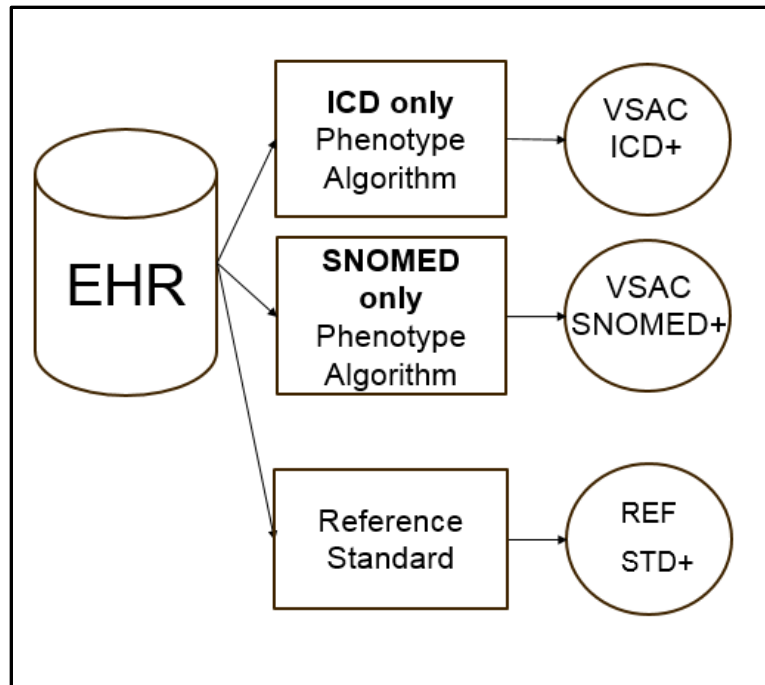 EHR
ICD only
Phenotype
Algorithm
VSAC
ICD+
SNOMED
only
Phenotype
Algorithm
VSAC
SNOMED+
Reference
Standard
REF
STD+